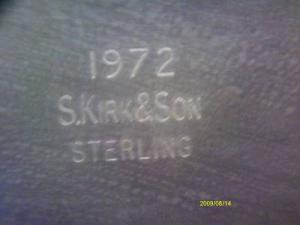 1972
S. KIRK & SON
STERLING
2009/08/14